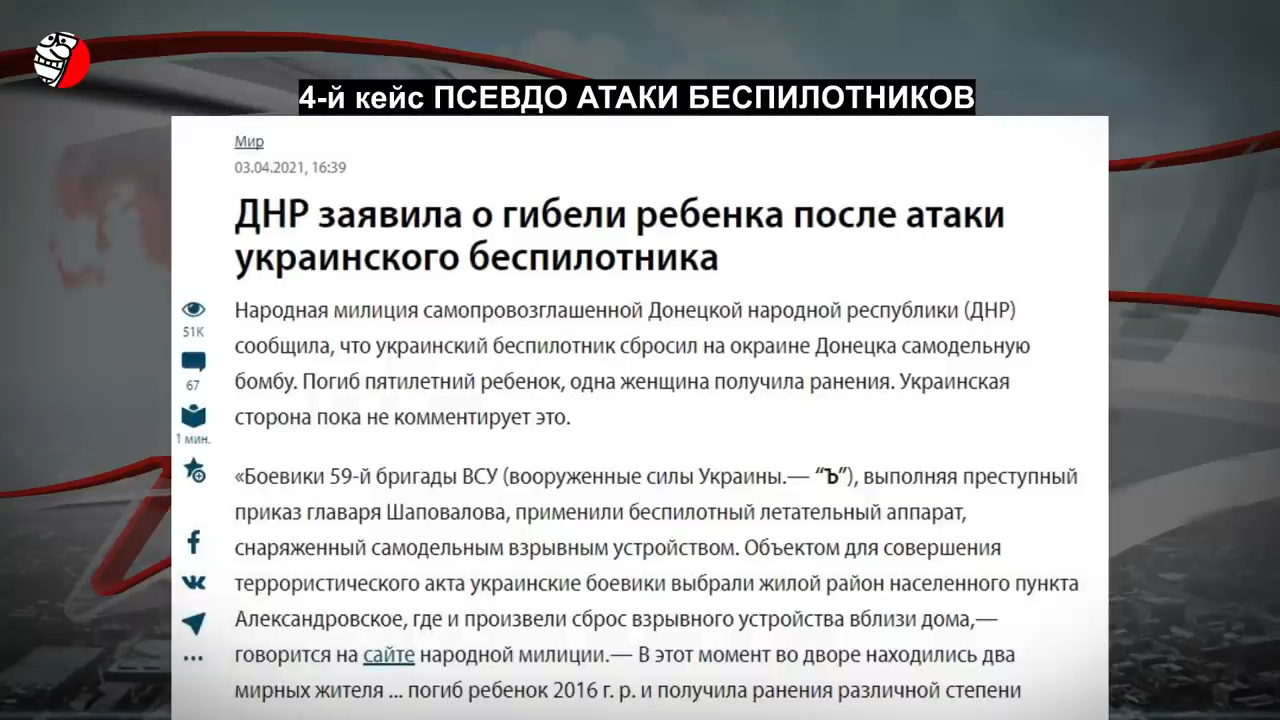 4-й кейс ПСЕВДО АТАКИ БЕСПИЛОТНИКОВ
Мир
03.04.2021, 16:39
ДНР заявила о гибели ребенка после атаки
украинского беспилотника
51K
67
1 мин.
Народная милиция самопровозглашенной Донецкой народной республики (ДНР)
сообщила, что украинский беспилотник сбросил на окраине Донецка самодельную
бомбу. Погиб пятилетний ребенок, одна женщина получила ранения. Украинская
сторона пока не комментирует это.
«Боевики 59-й бригады ВСУ (вооруженные силы Украины.— “Ъ”), выполняя преступный
приказ главаря Шаповалова, применили беспилотный летательный аппарат,
снаряженный самодельным взрывным устройством. Объектом для совершения
террористического акта украинские боевики выбрали жилой район населенного пункта
Александровское, где и произвели сброс взрывного устройства вблизи дома,—
говорится на сайте народной милиции.— В этот момент во дворе находились два
мирных жителя ... погиб ребенок 2016 г. р. и получила ранения различной степени